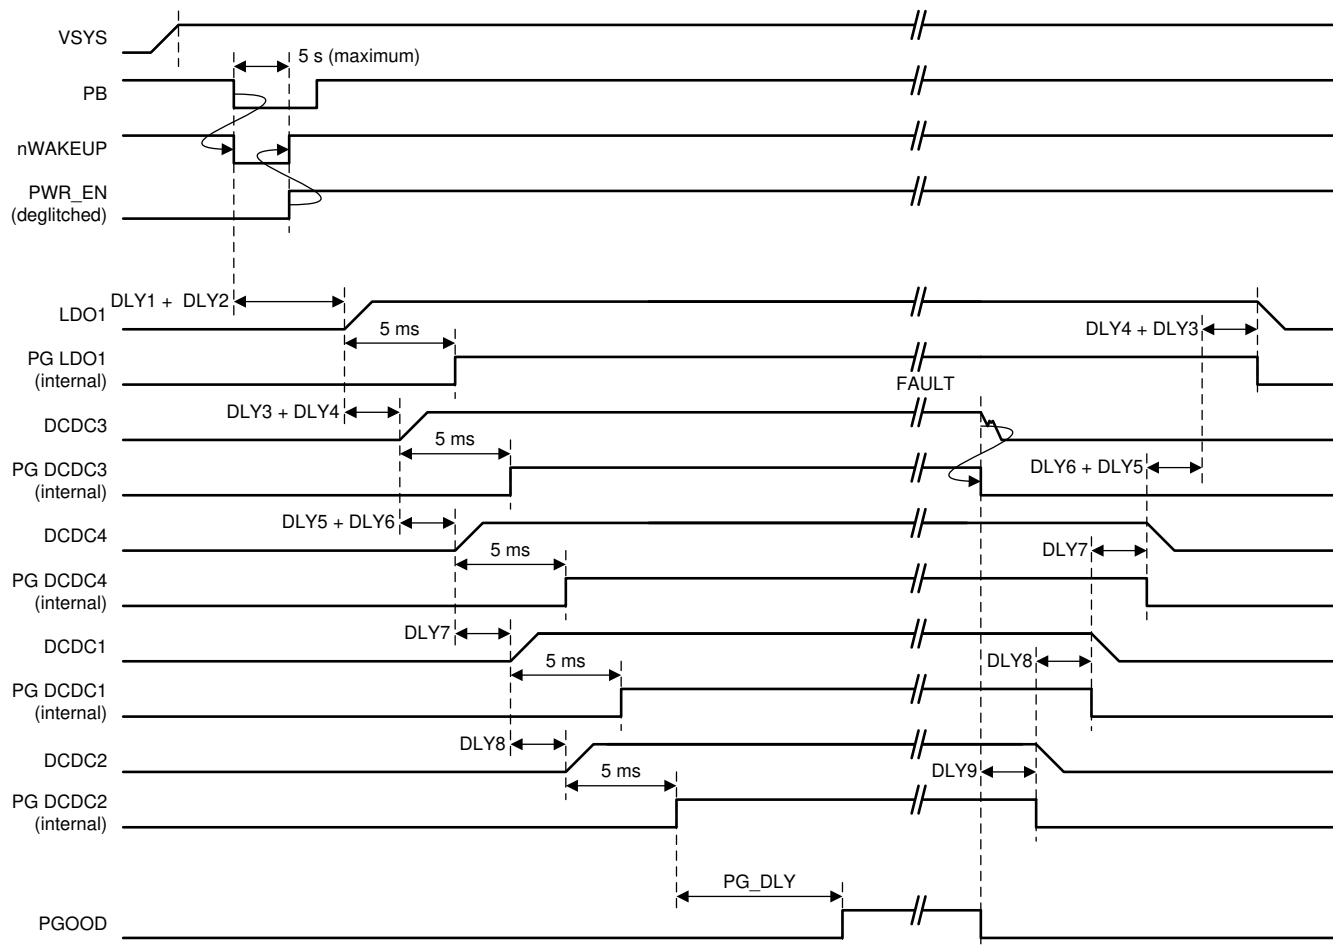 VSYS
5 s (maximum)
PB
nWAKEUP
PWR_EN
(deglitched)
DLY1 + DLY2
LDO1
5 ms
DLY4 + DLY3
PG LDO1
(internal)
FAULT
DLY3 + DLY4
DCDC3
5 ms
PG DCDC3
(internal)
DLY6 + DLY5
DLY5 + DLY6
DCDC4
5 ms
DLY7
PG DCDC4
(internal)
DLY7
DCDC1
5 ms
DLY8
PG DCDC1
(internal)
DLY8
DCDC2
5 ms
DLY9
PG DCDC2
(internal)
PG_DLY
PGOOD